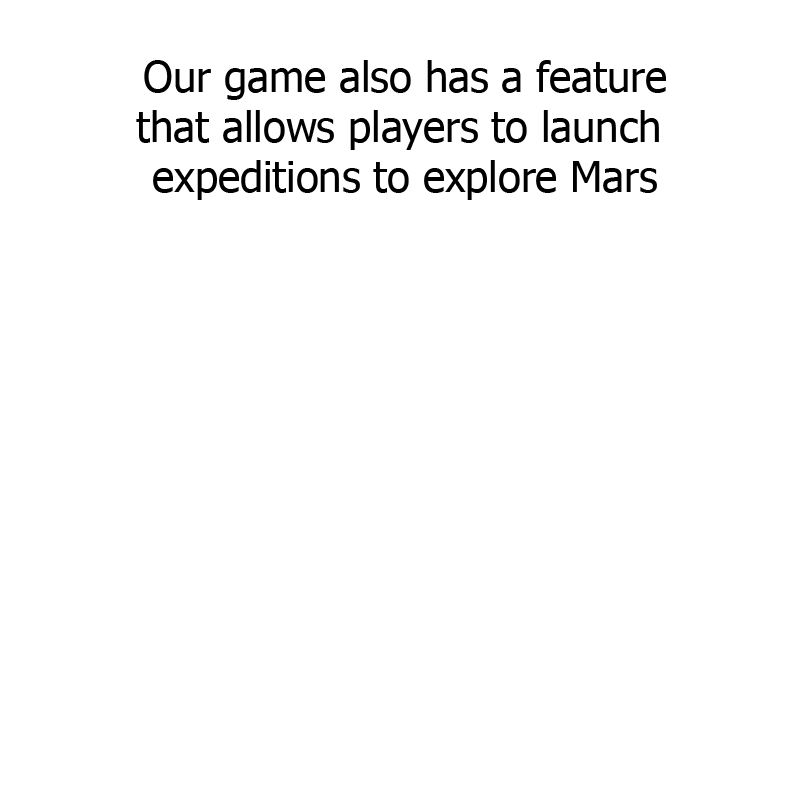 Our game also has a feature
that allows players to launch
expeditions to explore Mars